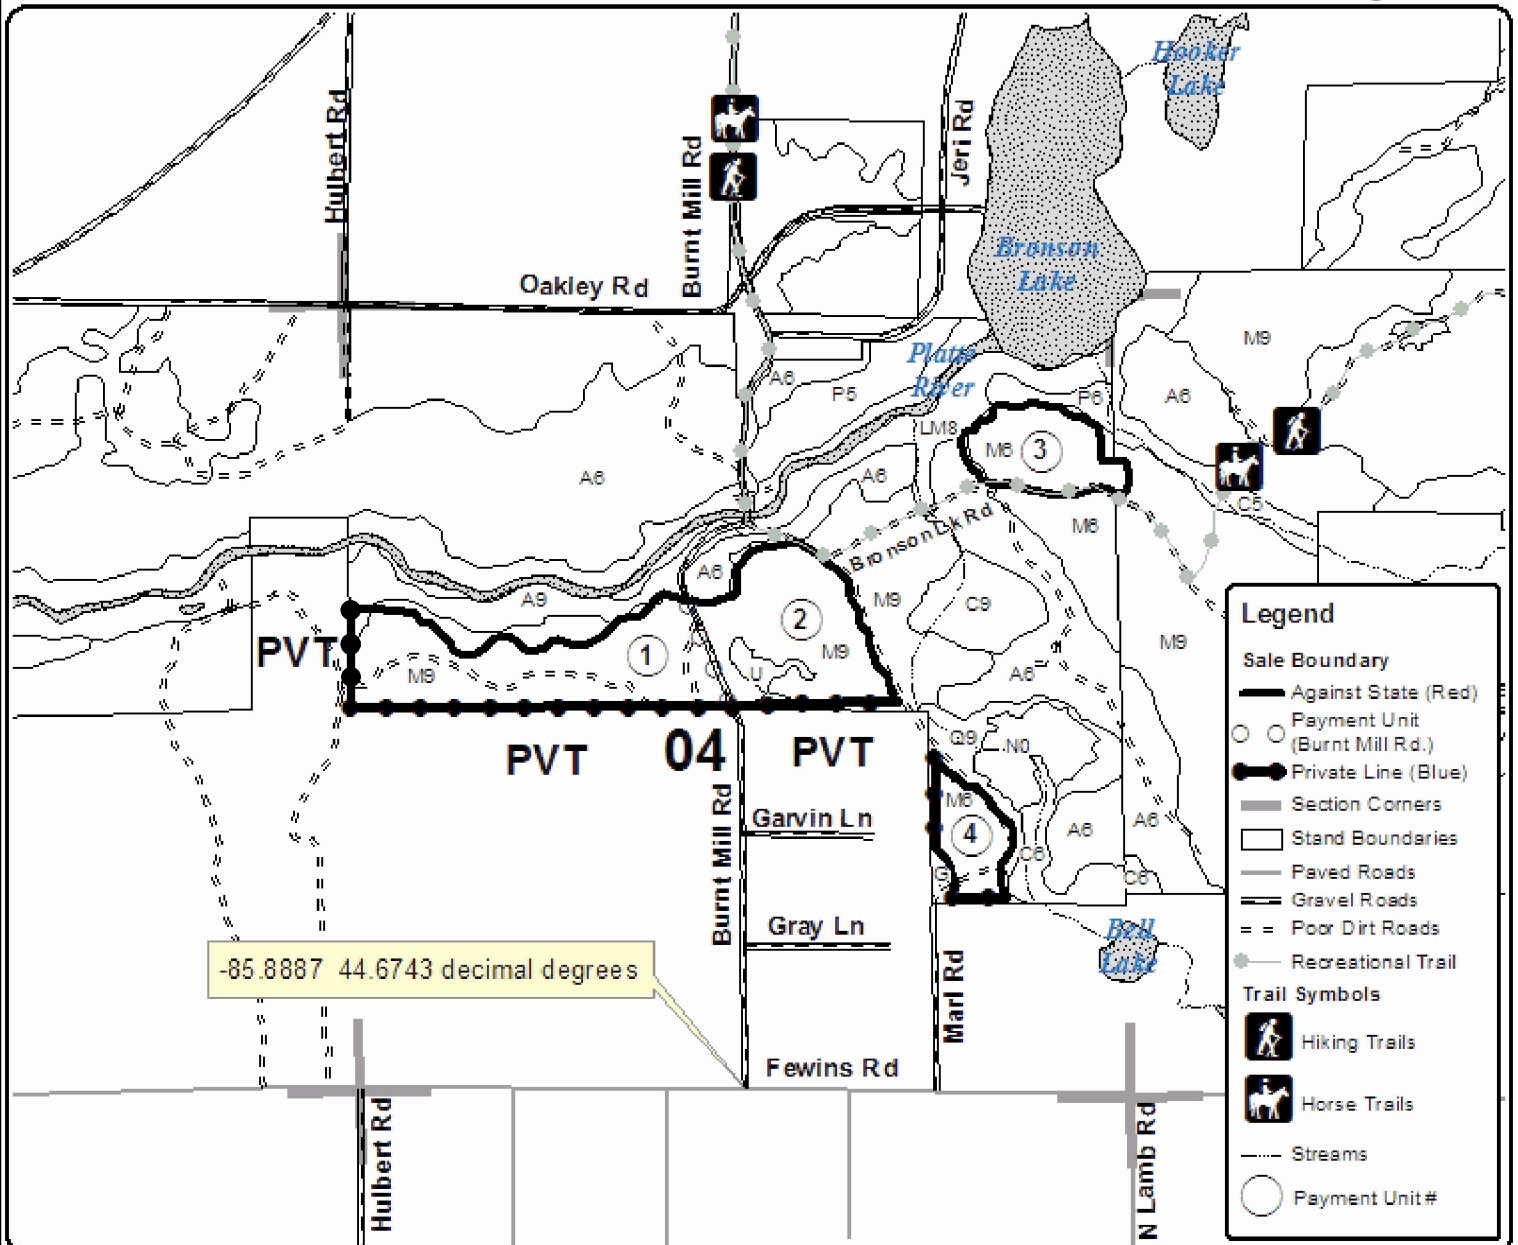 Hooker
Lake
Hulbert Rd
Burnt Mill Rd
Jeri Rd
Bronson
Lake
Oakley Rd
Platte
River
M9
A6
P5
P6
A6
LM8
M6
3
A6
A6
C5
M6
Bronson Lk Rd
A6
A9
C9
M9
2
M9
M9
PVT
1
M9
U
A6
PVT
04
PVT
Q9
N0
M6
4
A6
A6
C6
G
C6
Garvin Ln
Burnt Mill Rd
Gray Ln
Bell
Lake
Marl Rd
-85.8887 44.6743 decimal degrees
Fewins Rd
Hulbert Rd
N Lamb Rd
Legend
Sale Boundary
Against State (Red)
Payment Unit
(Burnt Mill Rd.)
Private Line (Blue)
Section Corners
Stand Boundaries
Paved Roads
Gravel Roads
Poor Dirt Roads
Recreational Trail
Trail Symbols
Hiking Trails
Horse Trails
Streams
Payment Unit #